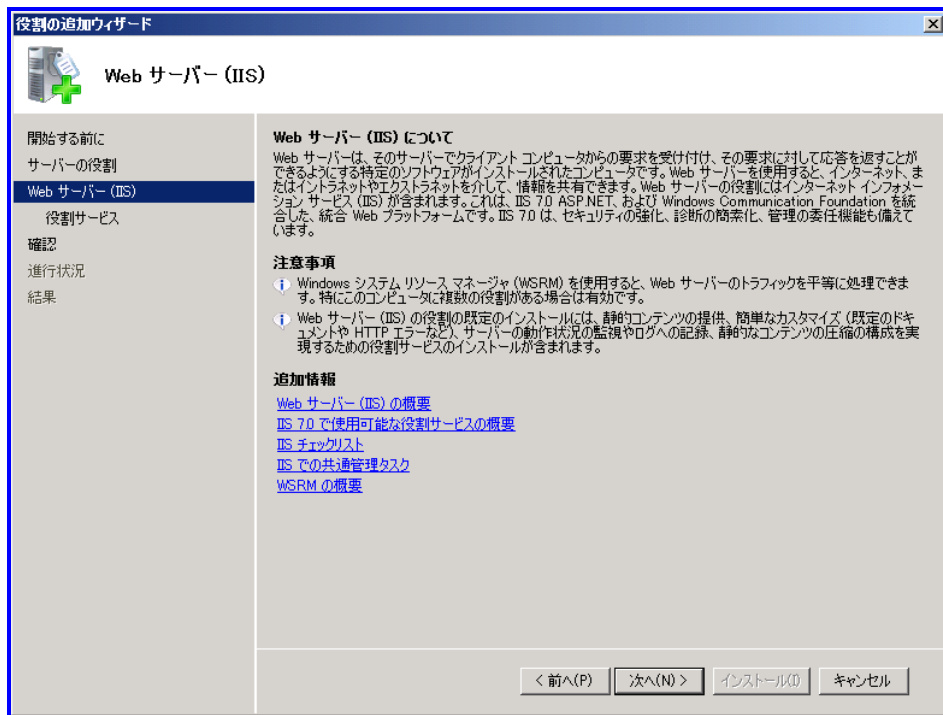 役割の追加ウィザード
Web サーバー (IIS)
開始する前に
サーバーの役割
Web サーバー (IIS)
役割サービス
確認
進行状況
結果
Web サーバー (IIS) について
Web サーバーは、そのサーバーでクライアント コンピュータからの要求を受け付け、その要求に対して応答を返すことが
できるようにする特定のソフトウェアがインストールされたコンピュータです。Web サーバーを使用すると、インターネット、ま
たはイントラネットやエクストラネットを介して、情報を共有できます。Web サーバーの役割にはインターネット インフォメー
ション サービス (IIS) が含まれます。これは、IIS 7.0 ASP.NET、および Windows Communication Foundation を統
合した、統合 Web プラットフォームです。IIS 7.0 は、セキュリティの強化、診断の簡素化、管理の委任機能も備えて
います。
注意事項
Windows システム リソース マネージャ (WSRM) を使用すると、Web サーバーのトラフィックを平等に処理できま
す。特にこのコンピュータに複数の役割がある場合は有効です。
Web サーバー (IIS) の役割の既定のインストールには、静的コンテンツの提供、簡単なカスタマイズ (既定のドキ
ュメントや HTTP エラーなど)、サーバーの動作状況の監視やログへの記録、静的なコンテンツの圧縮の構成を実
現するための役割サービスのインストールが含まれます。
追加情報
Web サーバー (IIS) の概要
IIS 7.0 で使用可能な役割サービスの概要
IIS チェックリスト
IIS での共通管理タスク
WSRM の概要
< 前へ(P)
次へ(N) >
インストール(I)
キャンセル